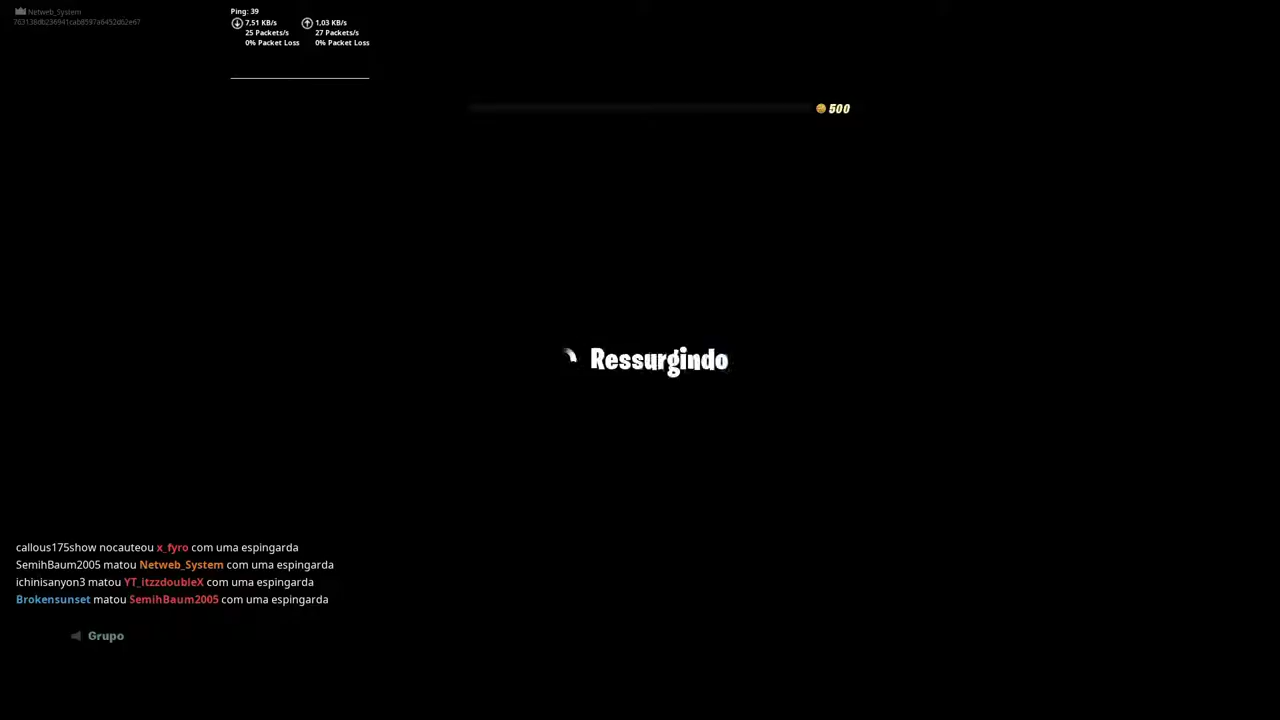 Netweb_System
Ping: 39
7,51 KB/s 1,03 KB/s
25 Packets/s 27 Packets/s
0% Packet Loss 0% Packet Loss
500
Ressurgindo
callous175show nocauteou x_fyro com uma espingarda
SemihBaum2005 matou Netweb_System com uma espingarda
ichinisanyon3 matou YT_itzzdoubleX com uma espingarda
Brokensunset matou SemihBaum2005 com uma espingarda
Grupo